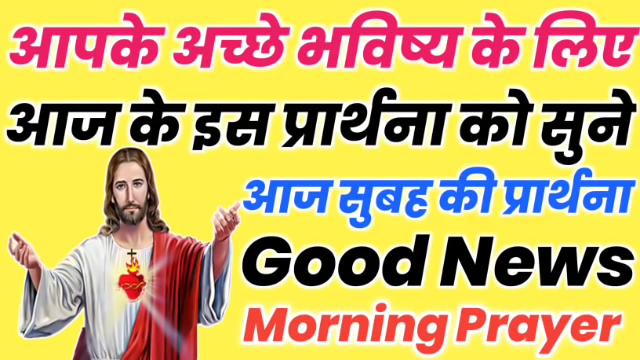 आपके अच्छे भविष्य के लिए
आज के इस प्रार्थना को सुने
आज सुबह की प्रार्थना
Good News
Morning Prayer